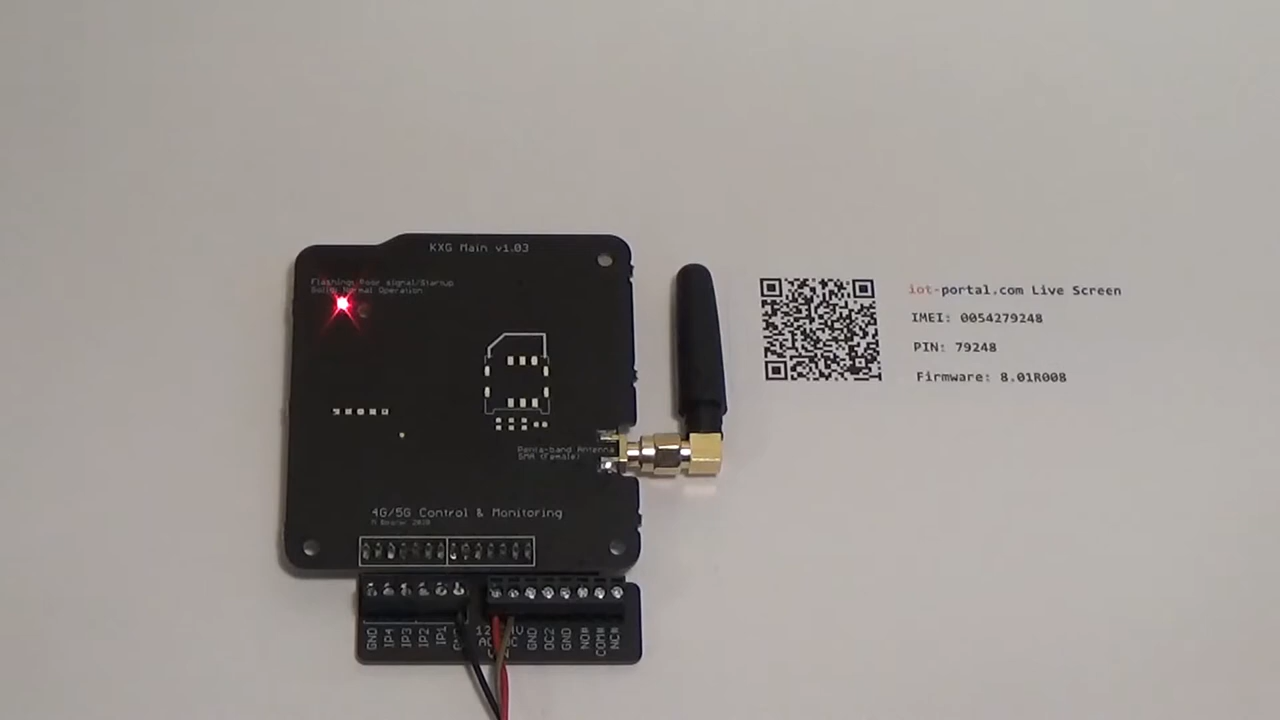 KXG Main v1.03
Flashing: Poor signal/Startup
Solid: Normal Operation
Penta-band Antenna
SMA (Female)
4G/5G Control & Monitoring
GND
IP4
IP3
IP2
IP1
GND
OC2
GND
NO#
COM#
NC#
iot-portal.com Live Screen
IMEI: 0054279248
PIN: 79248
Firmware: 8.01R008